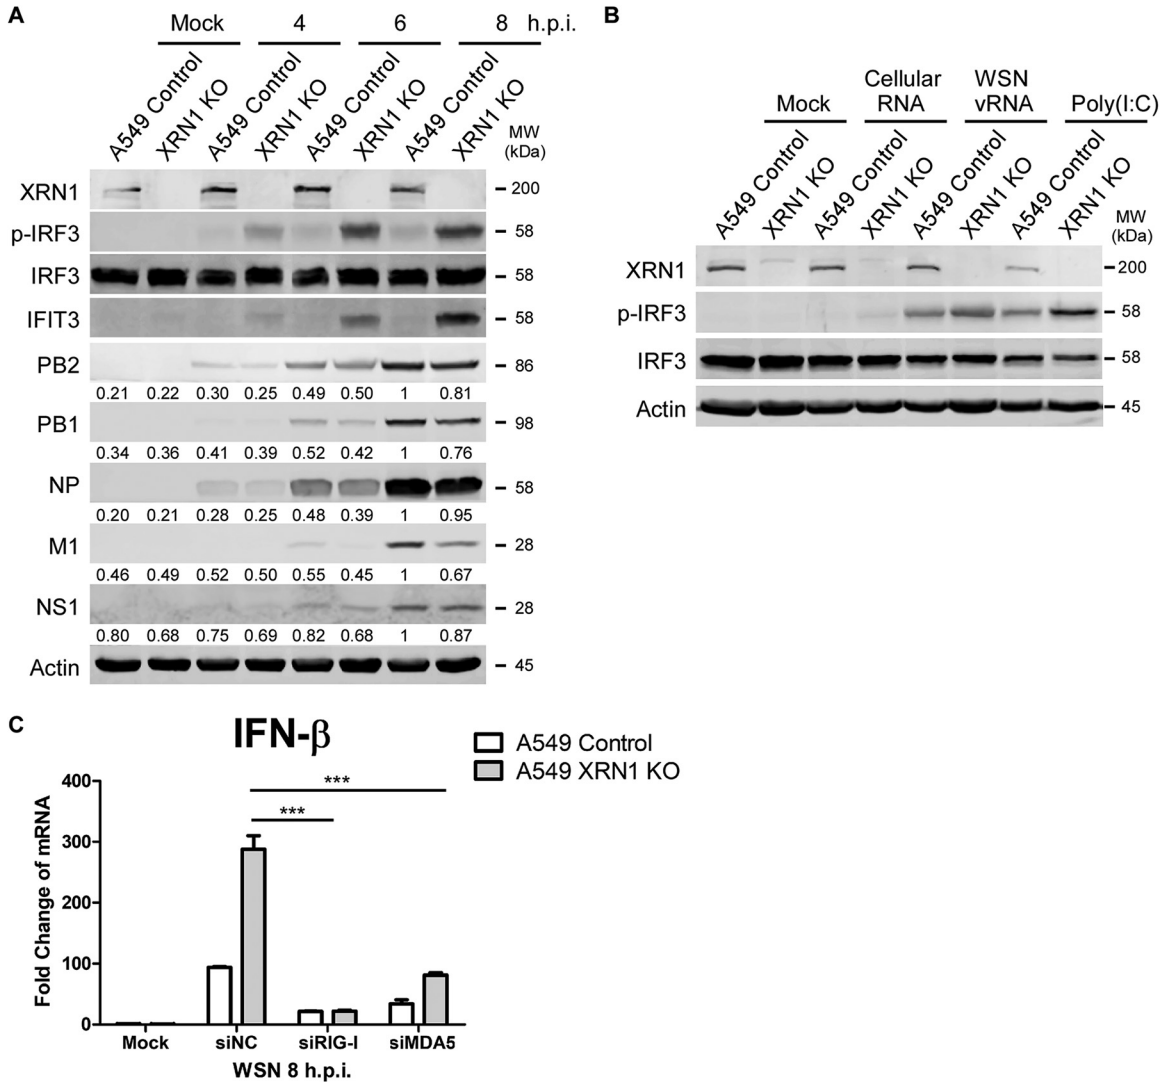 A
Mock 4 6 8 h.p.i.
A549 Control XRN1 KO A549 Control XRN1 KO A549 Control XRN1 KO A549 Control XRN1 KO
MW
(kDa)
XRN1 200
p-IRF3 58
IRF3 58
IFIT3 58
PB2 86
0.21 0.22 0.30 0.25 0.49 0.50 1 0.81
PB1 98
0.34 0.36 0.41 0.39 0.52 0.42 1 0.76
NP 58
0.20 0.21 0.28 0.25 0.48 0.39 1 0.95
M1 28
0.46 0.49 0.52 0.50 0.55 0.45 1 0.67
NS1 28
0.80 0.68 0.75 0.69 0.82 0.68 1 0.87
Actin 45
B
Mock Cellular RNA WSN vRNA Poly(I:C)
A549 Control XRN1 KO A549 Control XRN1 KO A549 Control XRN1 KO A549 Control XRN1 KO
MW
(kDa)
XRN1 200
p-IRF3 58
IRF3 58
Actin 45
C
IFN-β
A549 Control
A549 XRN1 KO
Fold Change of mRNA
400
300
200
100
0
***
***
Mock siNC siRIG-I siMDA5
WSN 8 h.p.i.